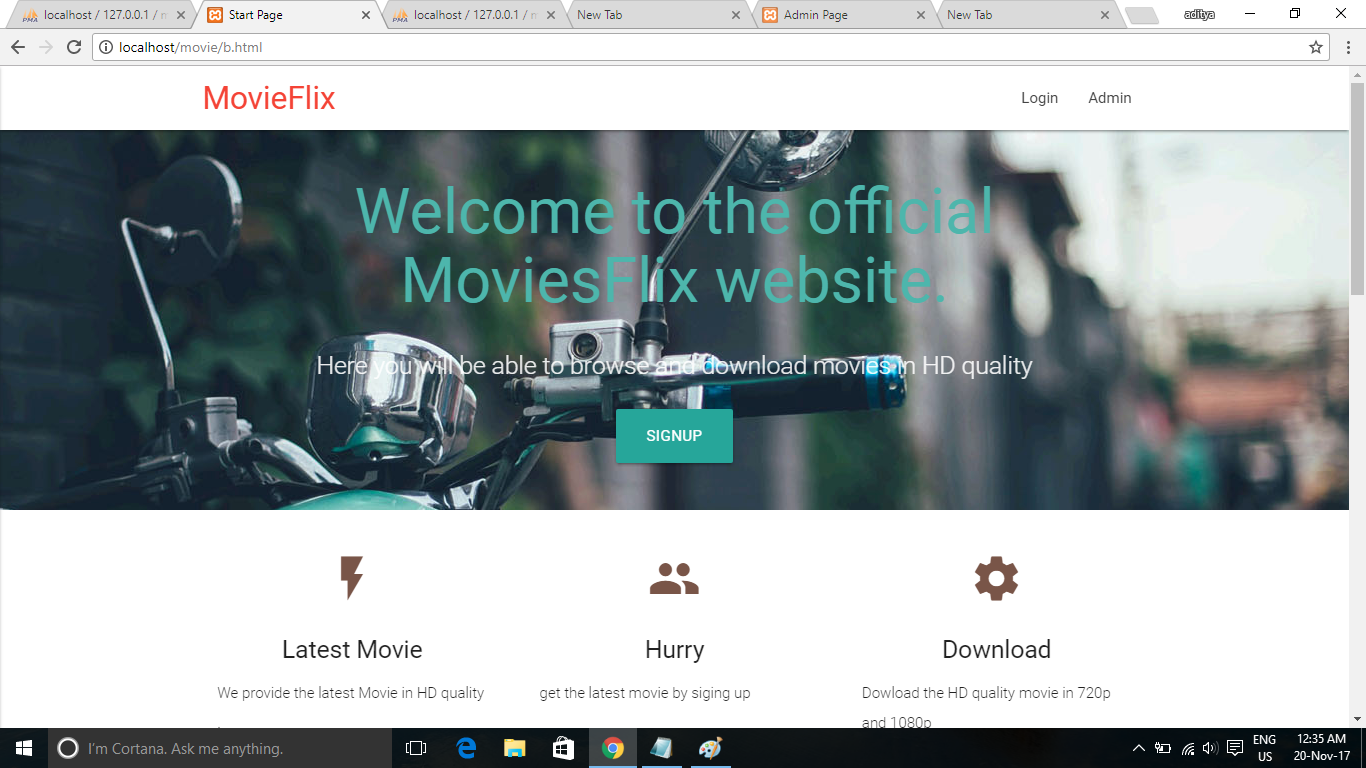 localhost / 127.0.0.1 / m
Start Page
localhost / 127.0.0.1 / m
New Tab
Admin Page
New Tab
aditya
localhost/movie/b.html
MovieFlix
Login
Admin
Welcome to the official
MoviesFlix website.
Here you will be able to browse and download movies in HD quality
SIGNUP
Latest Movie
Hurry
Download
We provide the latest Movie in HD quality
get the latest movie by siging up
Dowload the HD quality movie in 720p
and 1080p
I'm Cortana. Ask me anything.
ENG
US
12:35 AM
20-Nov-17